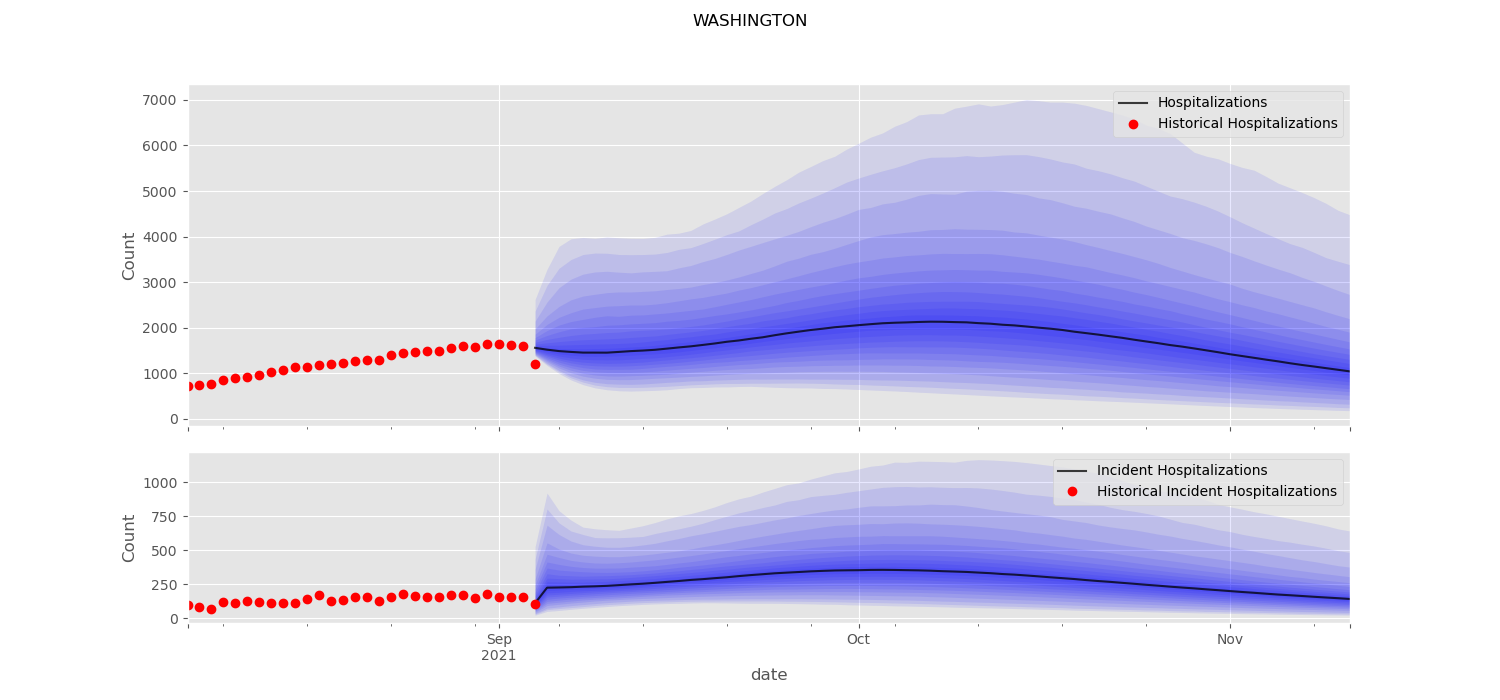 WASHINGTON
7000
6000
5000
4000
3000
2000
1000
0
Count
Hospitalizations
Historical Hospitalizations
1000
750
500
250
0
Count
Incident Hospitalizations
Historical Incident Hospitalizations
Sep
2021
Oct
Nov
date